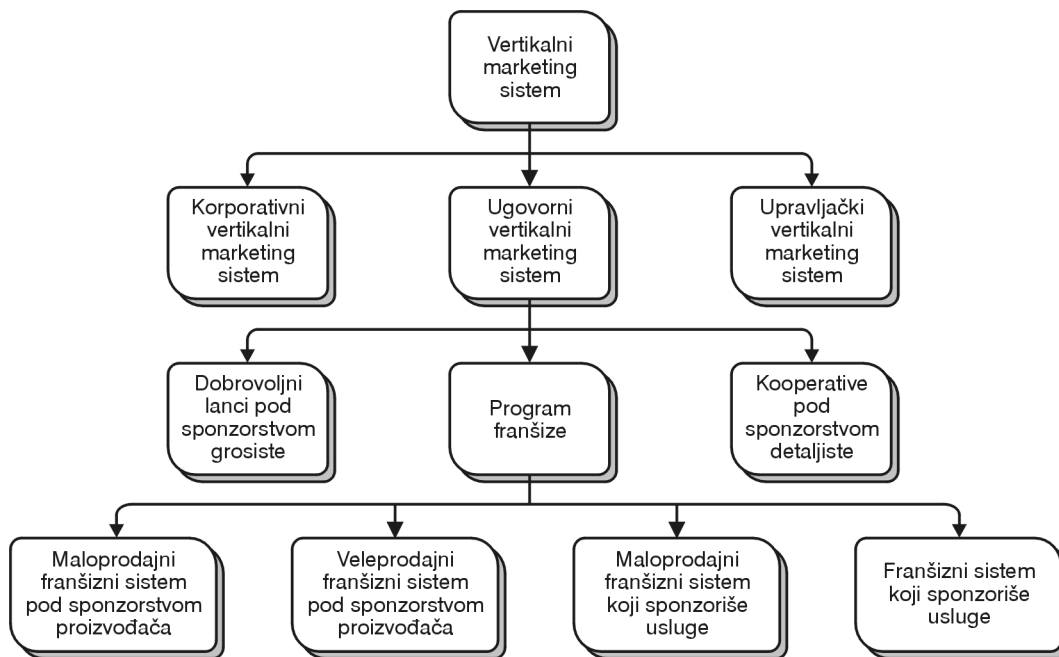 Vertikalni
marketing
sistem
Korporativni
vertikalni
marketing
sistem
Ugovorni
vertikalni
marketing
sistem
Upravljački
vertikalni
marketing
sistem
Dobrovoljni
lanci pod
sponzorstvom
grosiste
Program
franšize
Kooperative
pod
sponzorstvom
detaljiste
Maloprodajni
franšizni sistem
pod sponzorstvom
proizvođača
Veleprodajni
franšizni sistem
pod sponzorstvom
proizvođača
Maloprodajni
franšizni sistem
koji sponzoriše
usluge
Franšizni sistem
koji sponzoriše
usluge